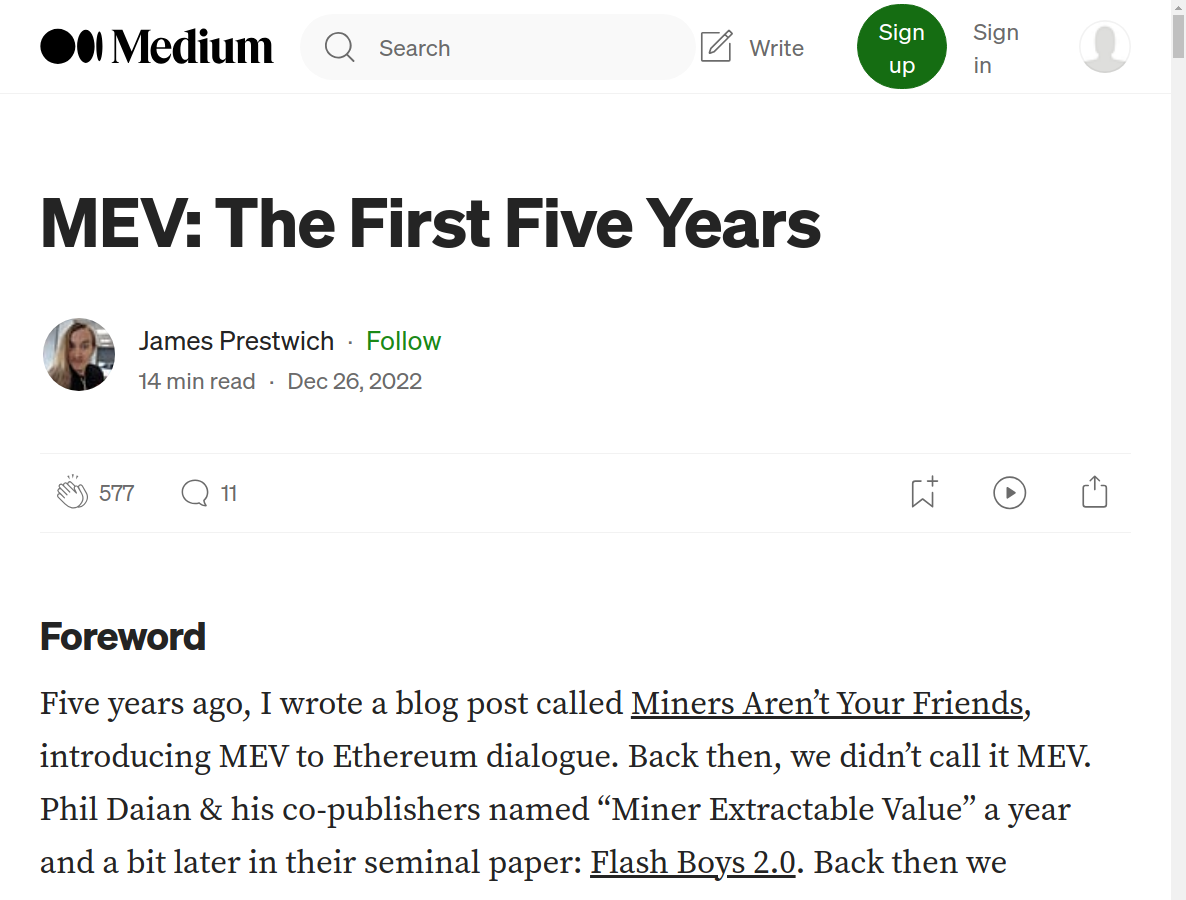 Medium
Search
Write
Sign up
Sign in
MEV: The First Five Years
James Prestwich · Follow
14 min read · Dec 26, 2022
577
11
Foreword
Five years ago, I wrote a blog post called Miners Aren’t Your Friends,
introducing MEV to Ethereum dialogue. Back then, we didn’t call it MEV.
Phil Daian & his co-publishers named “Miner Extractable Value” a year
and a bit later in their seminal paper: Flash Boys 2.0. Back then we